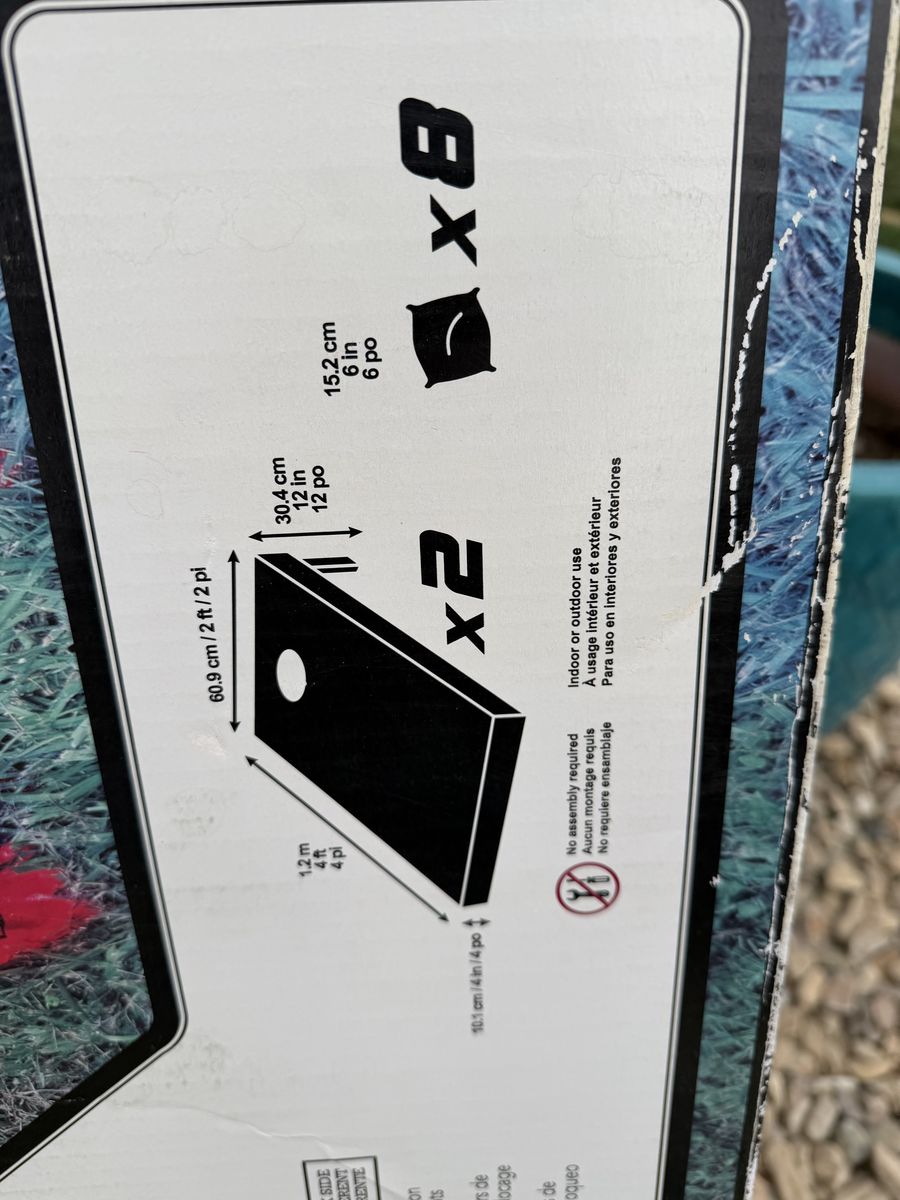 60.9 cm / 2 ft / 2 pi
30.4 cm
12 in
12 po
15.2 cm
6 in
6 po
1.2 m
4 ft
4 pi
10.1 cm / 4 in / 4 po
x2
x8
No assembly required
Aucun montage requis
No requiere ensamblaje
Indoor or outdoor use
À usage intérieur et extérieur
Para uso en interiores y exteriores
SIDE